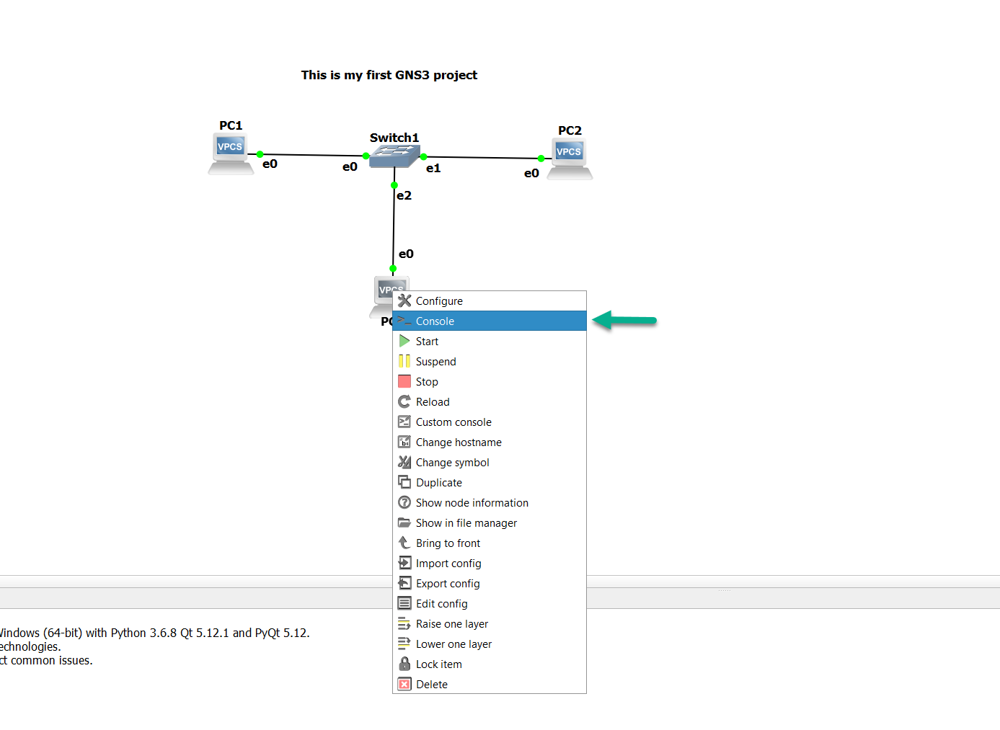 This is my first GNS3 project
PC1
Switch1
PC2
VPCS
VPCS
e0
e0
e1
e0
e2
e0
VPCS
Configure
Console
Start
Suspend
Stop
Reload
Custom console
Change hostname
Change symbol
Duplicate
Show node information
Show in file manager
Bring to front
Import config
Export config
Edit config
Raise one layer
Lower one layer
Lock item
Delete
Windows (64-bit) with Python 3.6.8 Qt 5.12.1 and PyQt 5.12.
echnologies.
ct common issues.